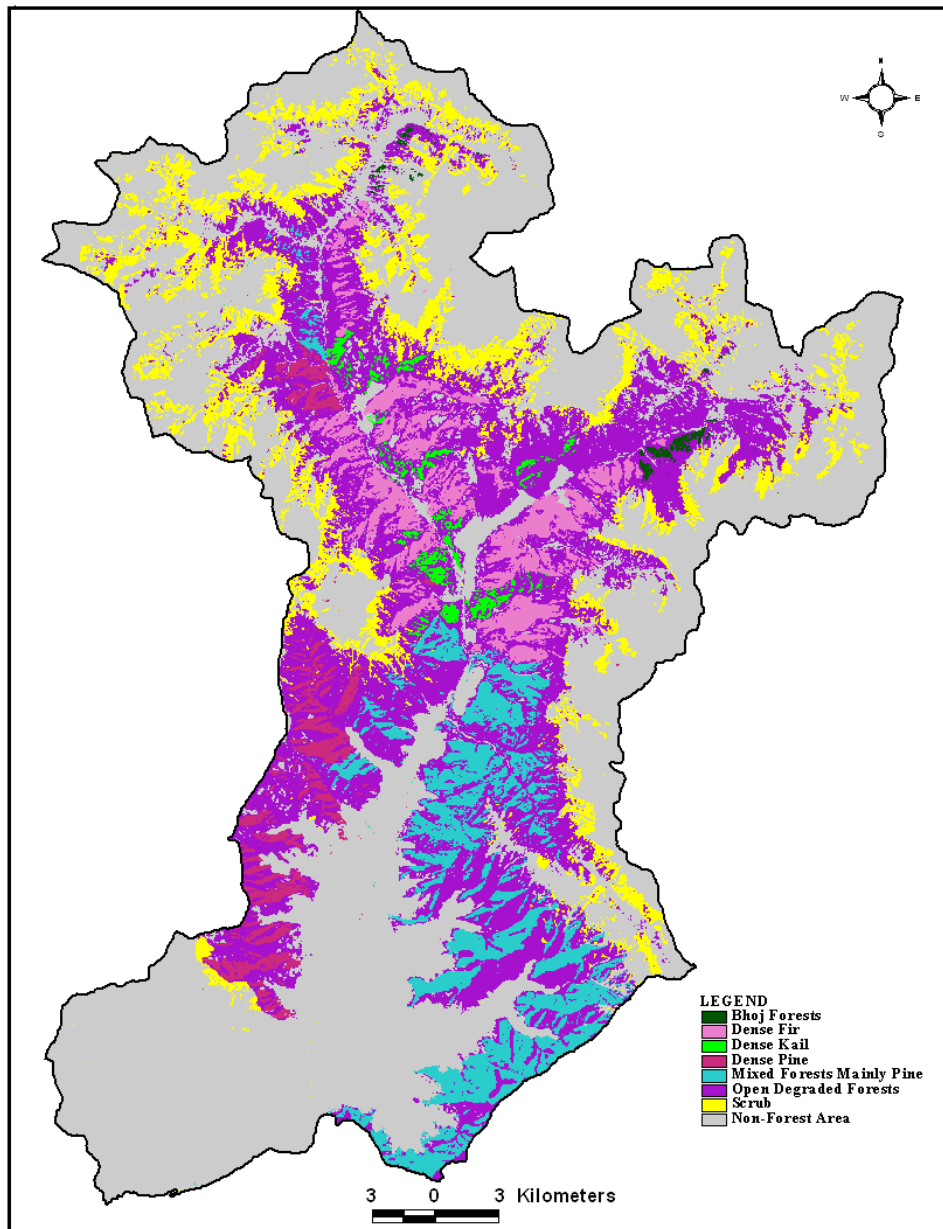 N
W E
S
LEGEND
Bhoj Forests
Dense Fir
Dense Kail
Dense Pine
Mixed Forests Mainly Pine
Open Degraded Forests
Scrub
Non-Forest Area
3 0 3 Kilometers